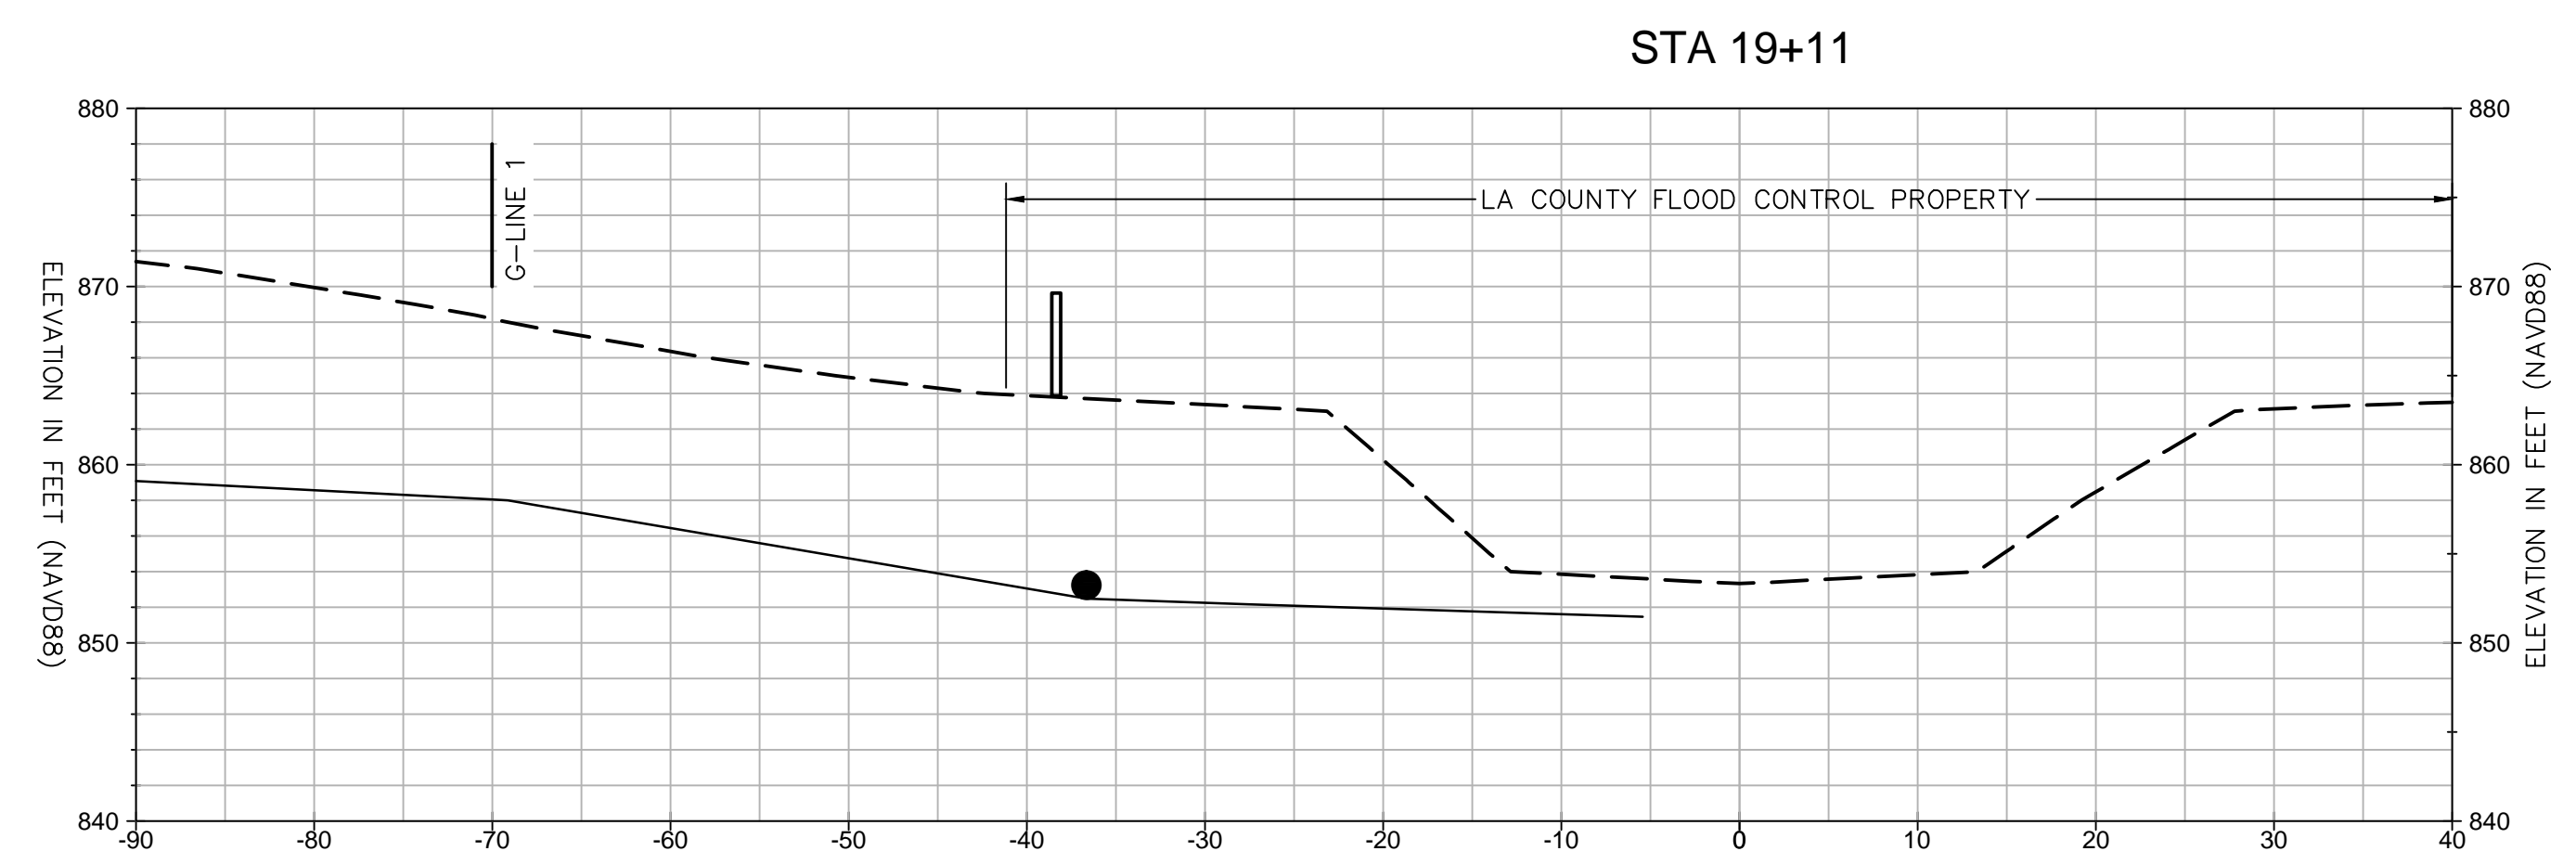 STA 19+11
880
870
860
850
840
ELEVATION IN FEET (NAVD88)
G-LINE 1
LA COUNTY FLOOD CONTROL PROPERTY
880
870
860
850
840
ELEVATION IN FEET (NAVD88)
-90 -80 -70 -60 -50 -40 -30 -20 -10 0 10 20 30 40